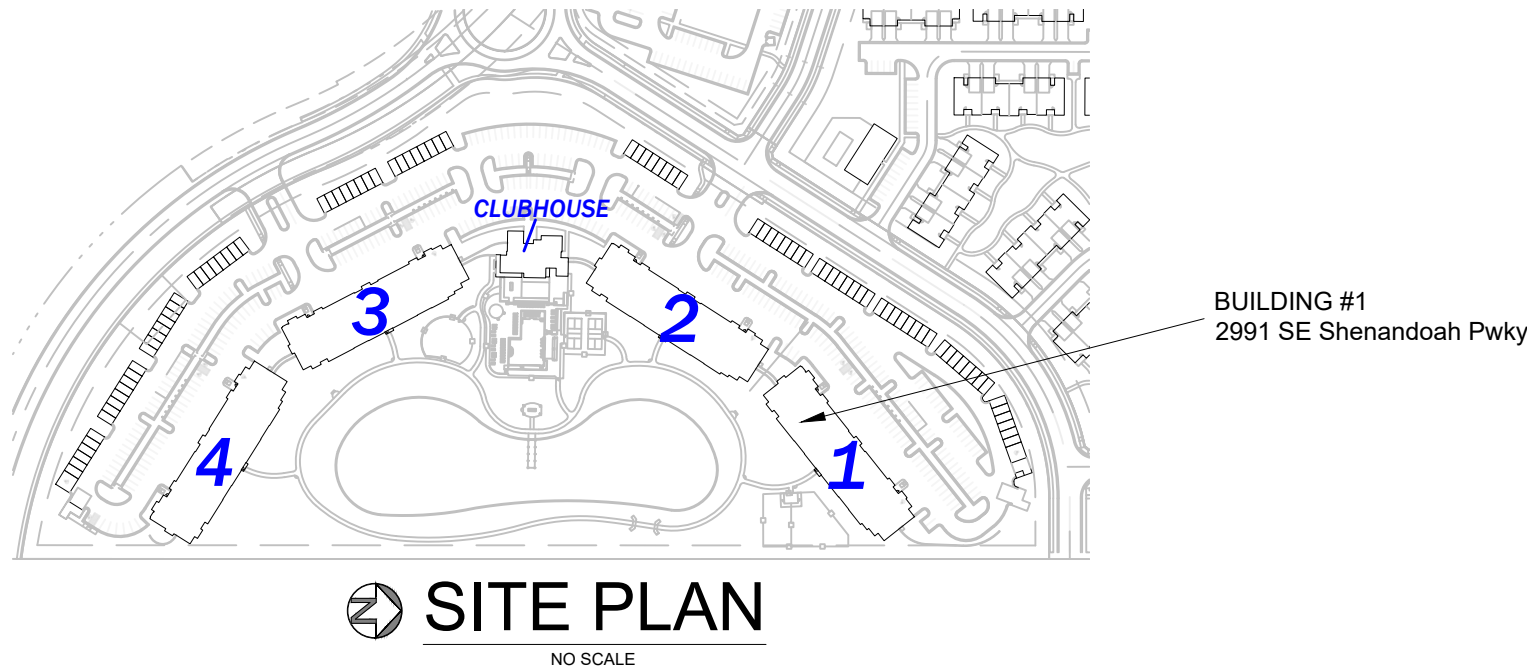 CLUBHOUSE
3
2
4
1
BUILDING #1
2991 SE Shenandoah Pwky
N
SITE PLAN
NO SCALE